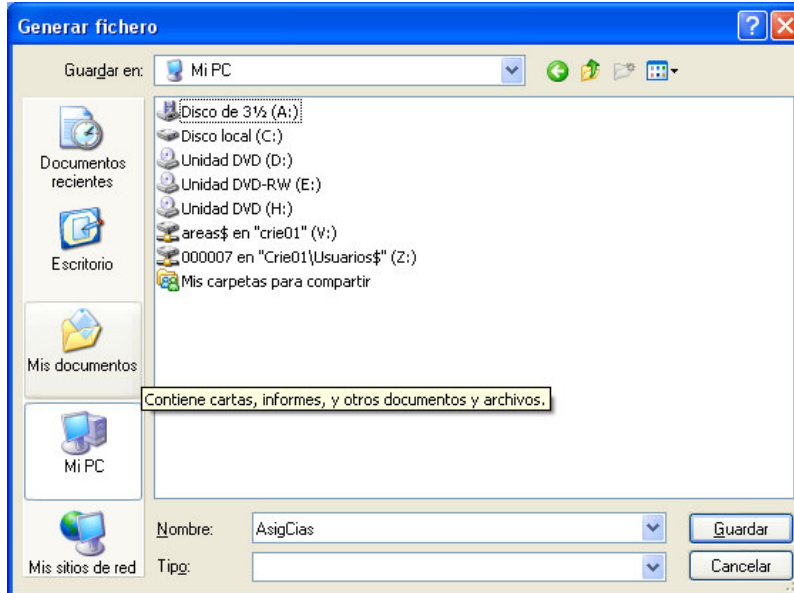 Generar fichero
Guardar en:
Mi PC
Disco de 3½ (A:)
Disco local (C:)
Unidad DVD (D:)
Unidad DVD-RW (E:)
Unidad DVD (H:)
areas$ en "crie01" (V:)
000007 en "Crie01\Usuarios$" (Z:)
Mis carpetas para compartir
Documentos
recientes
Escritorio
Mis documentos
Contiene cartas, informes, y otros documentos y archivos.
Mi PC
Mis sitios de red
Nombre:
AsigCias
Guardar
Tipo:
Cancelar